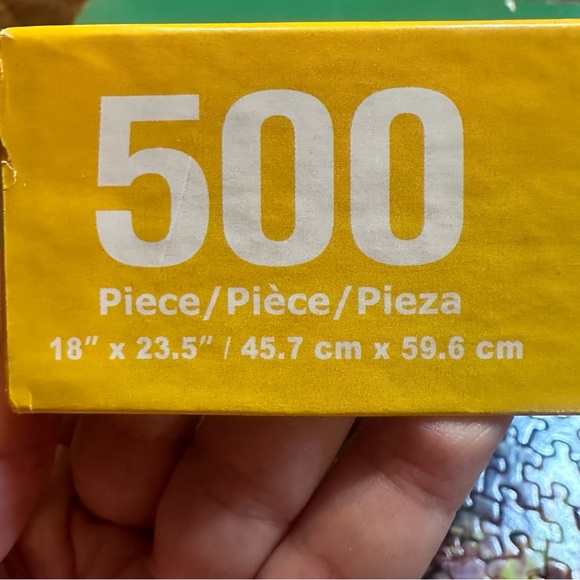 500
Piece/Pièce/Pieza
18" x 23.5" / 45.7 cm x 59.6 cm